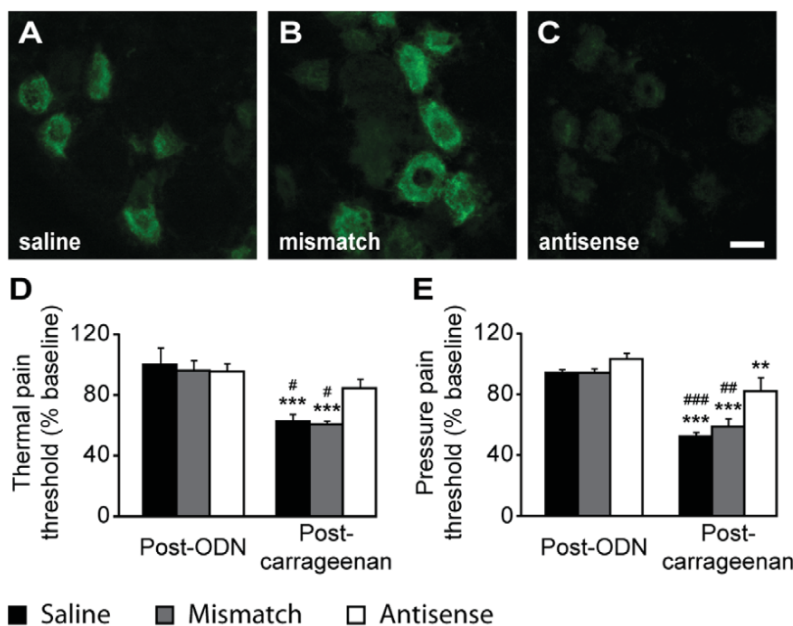 A
B
C
saline
mismatch
antisense
D
E
Thermal pain
threshold (% baseline)
120
80
40
0
#
***
#
***
Post-ODN
Post-
carrageenan
Pressure pain
threshold (% baseline)
120
80
40
0
###
***
##
***
**
Post-ODN
Post-
carrageenan
Saline
Mismatch
Antisense